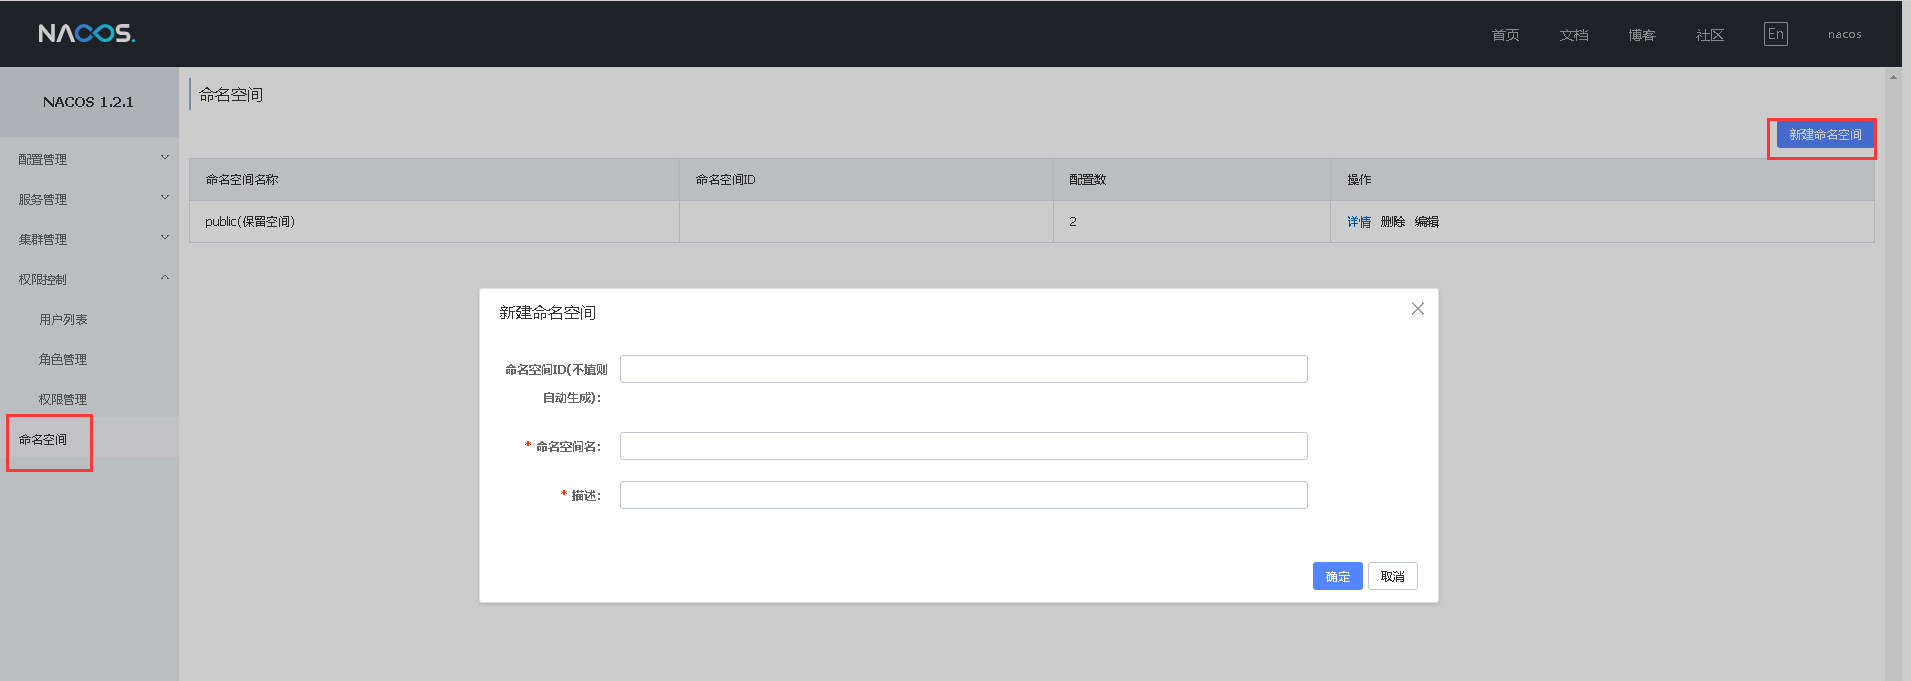 NACOS.
首页 文档 博客 社区 En nacos
NACOS 1.2.1
配置管理
服务管理
集群管理
权限控制
用户列表
角色管理
权限管理
命名空间
命名空间
新建命名空间
命名空间名称 命名空间ID 配置数 操作
public(保留空间) 2 详情 删除 编辑
新建命名空间
命名空间ID(不填则
自动生成):
* 命名空间名:
* 描述:
确定 取消